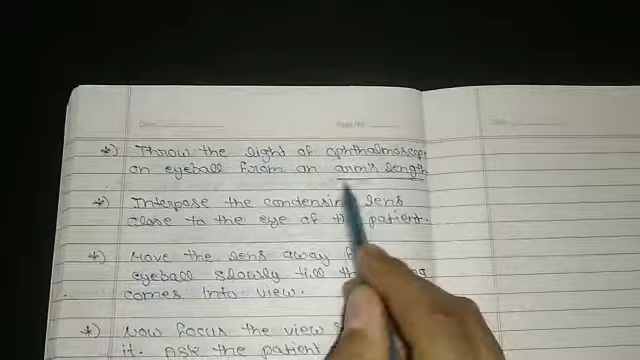 Date
Page No.
Date
*) Throw the light of ophthalmoscope
on eyeball from an arm's length
*) Interpose the condensing lens
close to the eye of the patient.
*) Move the lens away
eyeball slowly till
comes into view.
*) Now focus the view
it. Ask the patient